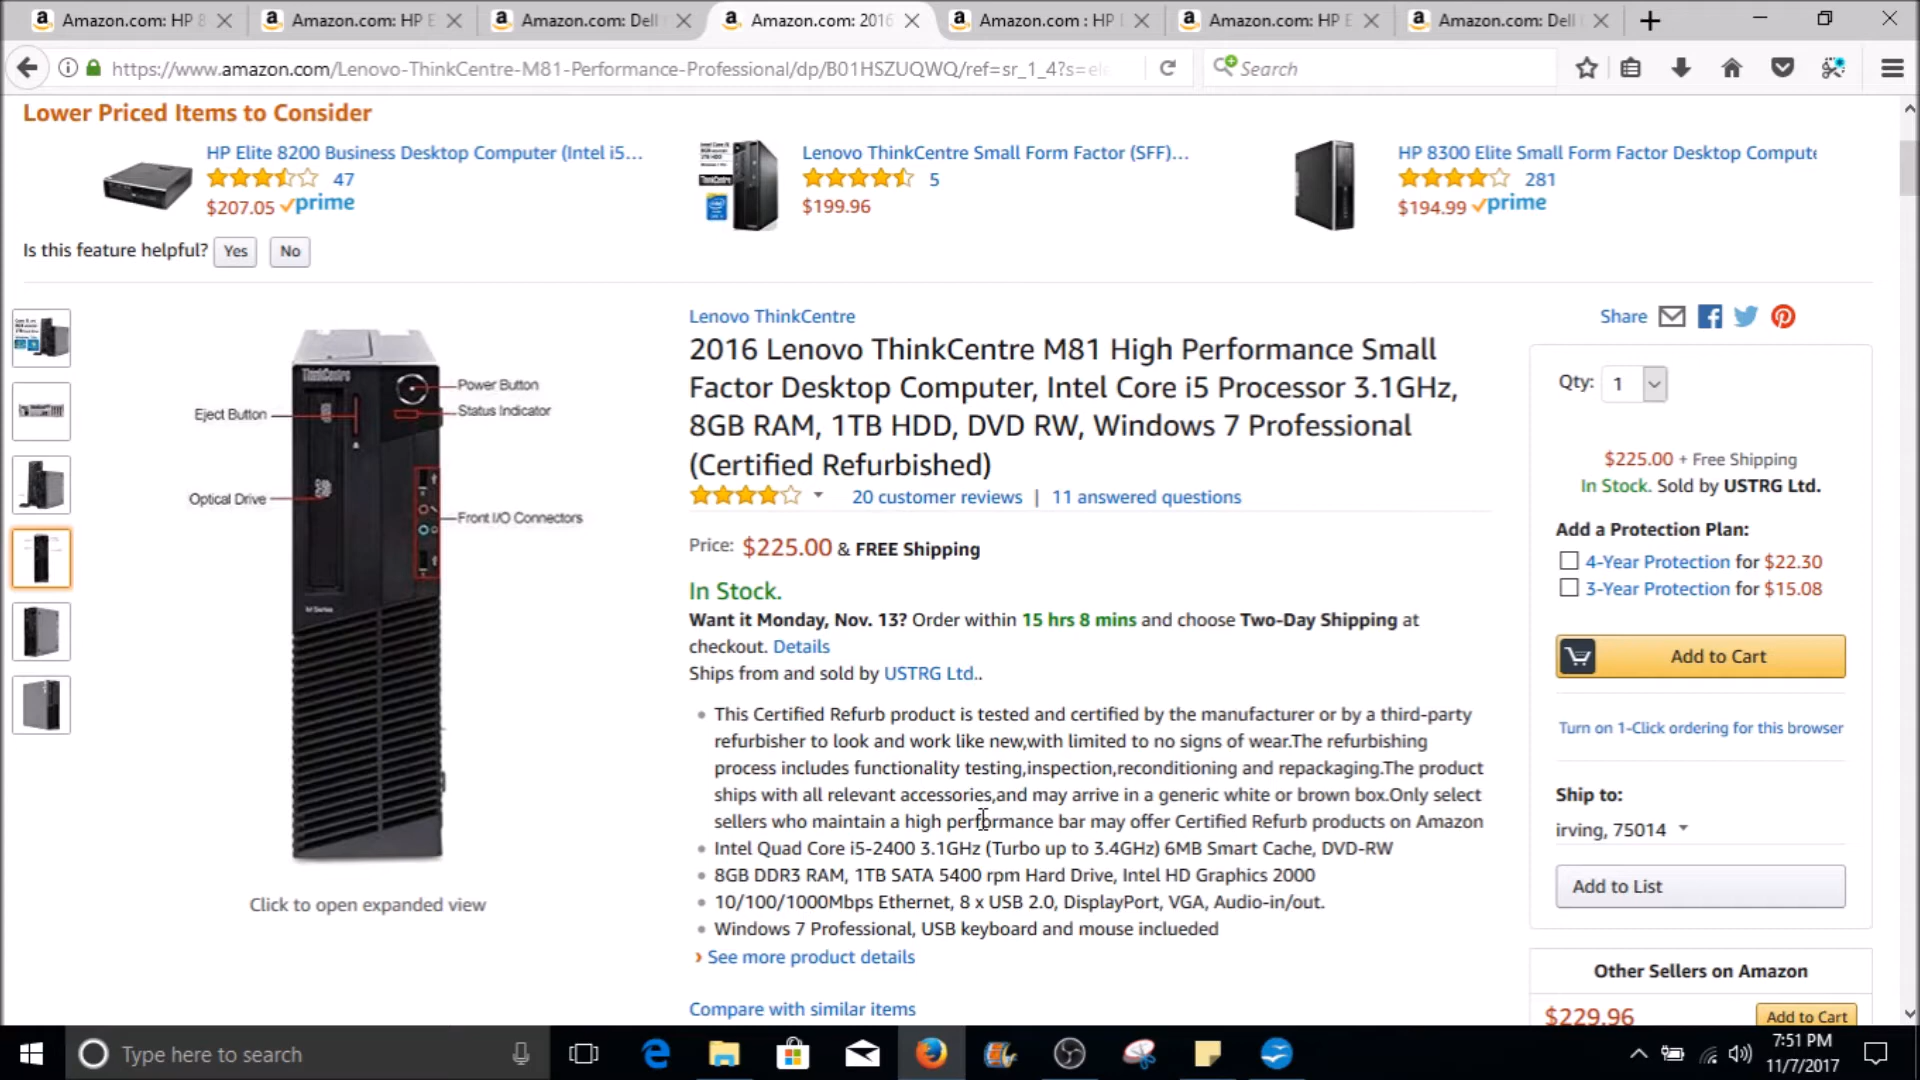 Amazon.com: HP 8
Amazon.com: HP E
Amazon.com: Dell
Amazon.com: 2016
Amazon.com : HP
Amazon.com: HP E
Amazon.com: Dell
https://www.amazon.com/Lenovo-ThinkCentre-M81-Performance-Professional/dp/B01HSZUQWQ/ref=sr_1_4?s=ele
Search
Lower Priced Items to Consider
HP Elite 8200 Business Desktop Computer (Intel i5...
47
$207.05 prime
Lenovo ThinkCentre Small Form Factor (SFF)...
5
$199.96
HP 8300 Elite Small Form Factor Desktop Compute
281
$194.99 prime
Is this feature helpful? Yes No
ThinkCentre
Power Button
Status Indicator
Eject Button
Optical Drive
Front I/O Connectors
Click to open expanded view
Lenovo ThinkCentre
2016 Lenovo ThinkCentre M81 High Performance Small
Factor Desktop Computer, Intel Core i5 Processor 3.1GHz,
8GB RAM, 1TB HDD, DVD RW, Windows 7 Professional
(Certified Refurbished)
20 customer reviews | 11 answered questions
Price: $225.00 & FREE Shipping
In Stock.
Want it Monday, Nov. 13? Order within 15 hrs 8 mins and choose Two-Day Shipping at
checkout. Details
Ships from and sold by USTRG Ltd..
This Certified Refurb product is tested and certified by the manufacturer or by a third-party
refurbisher to look and work like new,with limited to no signs of wear.The refurbishing
process includes functionality testing,inspection,reconditioning and repackaging.The product
ships with all relevant accessories,and may arrive in a generic white or brown box.Only select
sellers who maintain a high performance bar may offer Certified Refurb products on Amazon
Intel Quad Core i5-2400 3.1GHz (Turbo up to 3.4GHz) 6MB Smart Cache, DVD-RW
8GB DDR3 RAM, 1TB SATA 5400 rpm Hard Drive, Intel HD Graphics 2000
10/100/1000Mbps Ethernet, 8 x USB 2.0, DisplayPort, VGA, Audio-in/out.
Windows 7 Professional, USB keyboard and mouse inclueded
› See more product details
Compare with similar items
Share
Qty: 1
$225.00 + Free Shipping
In Stock. Sold by USTRG Ltd.
Add a Protection Plan:
4-Year Protection for $22.30
3-Year Protection for $15.08
Add to Cart
Turn on 1-Click ordering for this browser
Ship to:
irving, 75014
Add to List
Other Sellers on Amazon
$229.96
Add to Cart
Type here to search
7:51 PM
11/7/2017